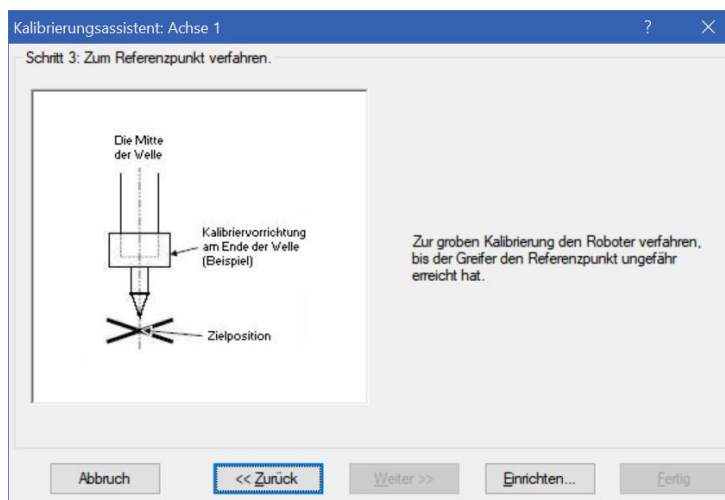 Kalibrierungsassistent: Achse 1
Schritt 3: Zum Referenzpunkt verfahren.
Die Mitte
der Welle
Kalibriervorrichtung
am Ende der Welle
(Beispiel)
Zielposition
Zur groben Kalibrierung den Roboter verfahren,
bis der Greifer den Referenzpunkt ungefähr
erreicht hat.
Abbruch
<< Zurück
Weiter >>
Einrichten...
Fertig